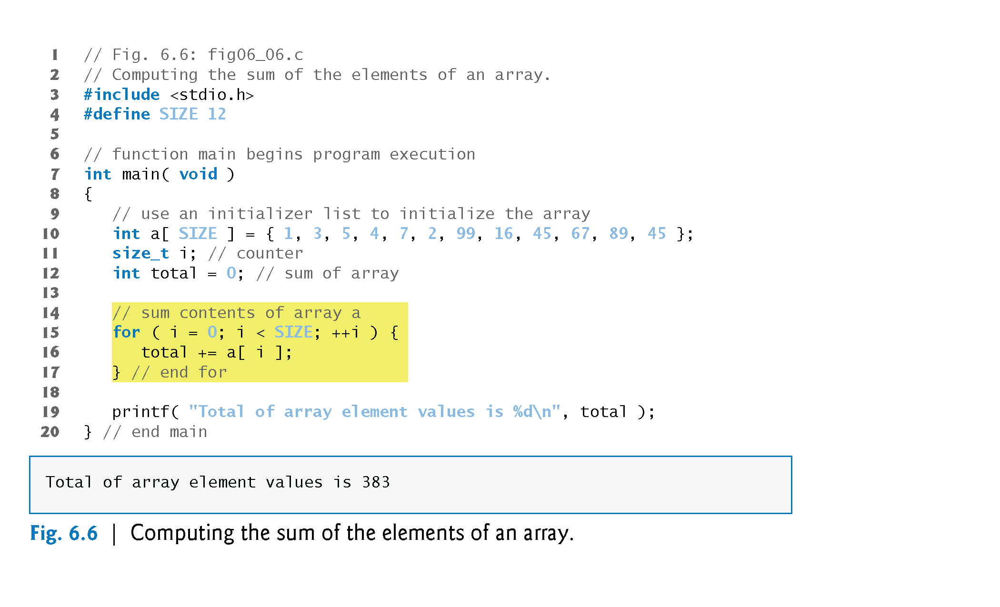 1 // Fig. 6.6: fig06_06.c
2 // Computing the sum of the elements of an array.
3 #include <stdio.h>
4 #define SIZE 12
5
6 // function main begins program execution
7 int main( void )
8 {
9    // use an initializer list to initialize the array
10    int a[ SIZE ] = { 1, 3, 5, 4, 7, 2, 99, 16, 45, 67, 89, 45 };
11    size_t i; // counter
12    int total = 0; // sum of array
13
14    // sum contents of array a
15    for ( i = 0; i < SIZE; ++i ) {
16       total += a[ i ];
17    } // end for
18
19    printf( "Total of array element values is %d\n", total );
20 } // end main
Total of array element values is 383
Fig. 6.6 | Computing the sum of the elements of an array.